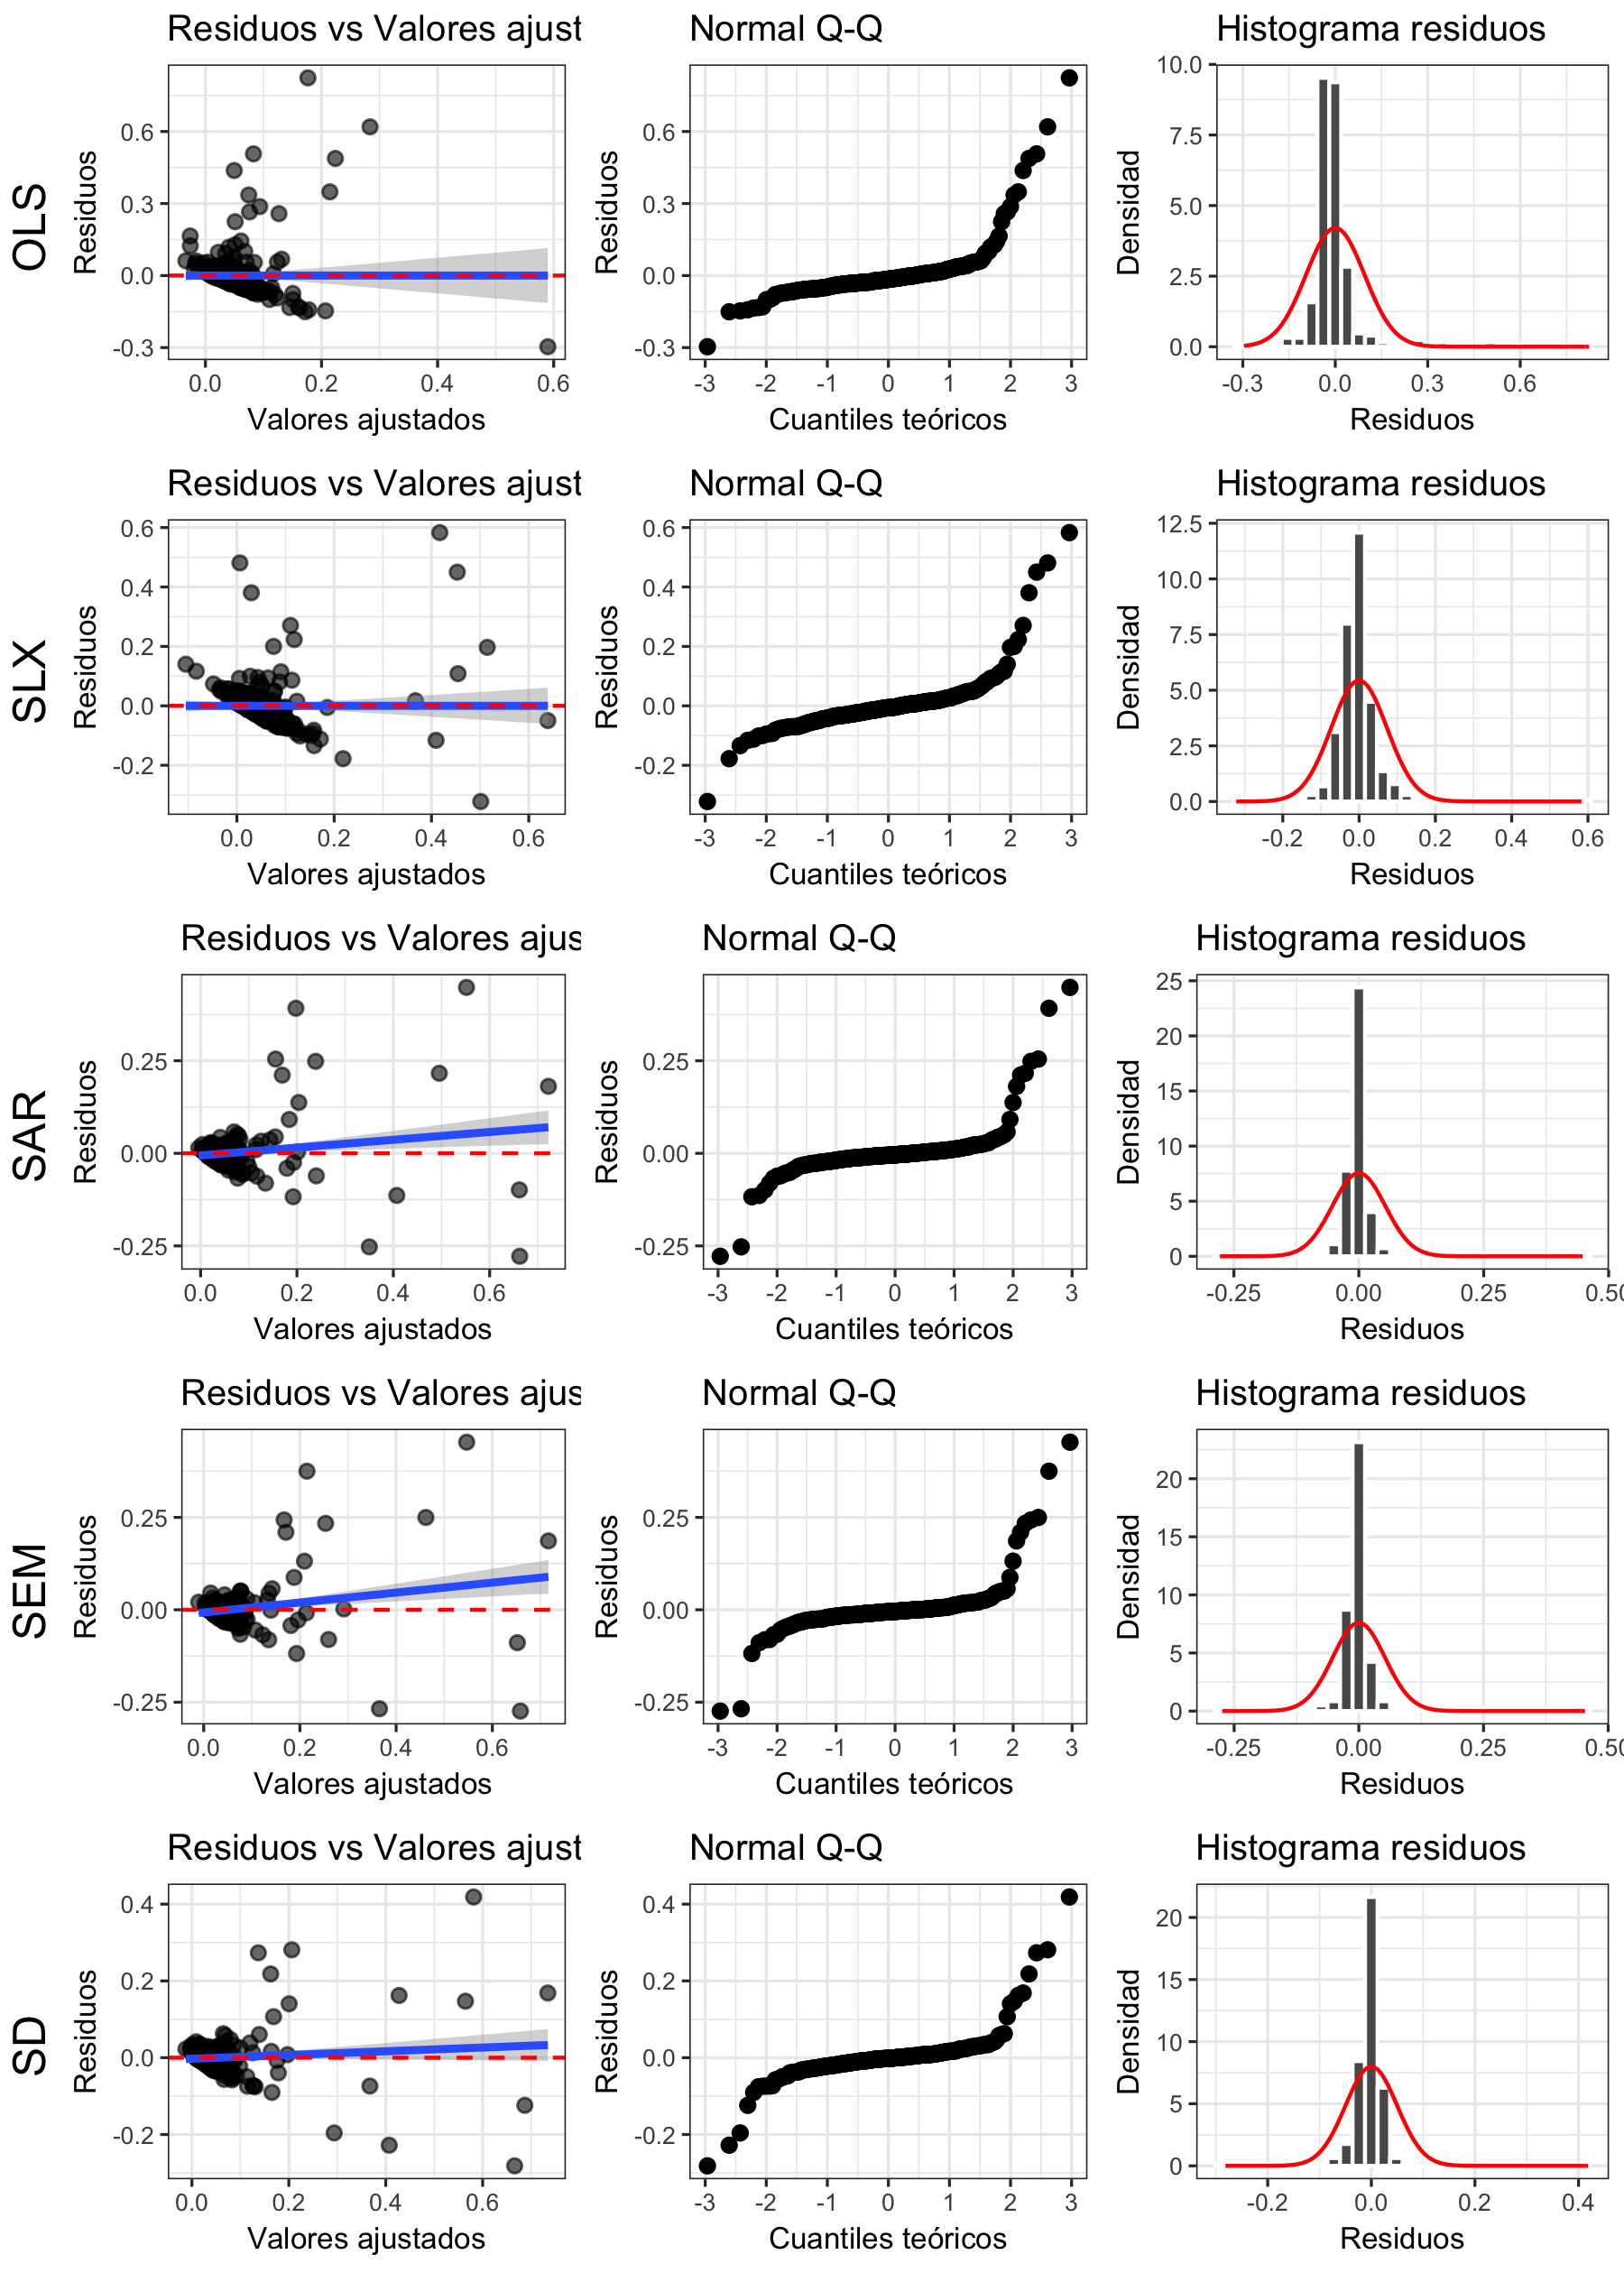 Residuos vs Valores ajust
Normal Q-Q
Histograma residuos
OLS
Residuos
0.6
0.3
0.0
-0.3
0.0 0.2 0.4 0.6
Valores ajustados
Residuos
0.6
0.3
0.0
-0.3
-3 -2 -1 0 1 2 3
Cuantiles teóricos
Densidad
10.0
7.5
5.0
2.5
0.0
-0.3 0.0 0.3 0.6
Residuos
Residuos vs Valores ajust
Normal Q-Q
Histograma residuos
SLX
Residuos
0.6
0.4
0.2
0.0
-0.2
0.0 0.2 0.4 0.6
Valores ajustados
Residuos
0.6
0.4
0.2
0.0
-0.2
-3 -2 -1 0 1 2 3
Cuantiles teóricos
Densidad
12.5
10.0
7.5
5.0
2.5
0.0
-0.2 0.0 0.2 0.4 0.6
Residuos
Residuos vs Valores ajus
Normal Q-Q
Histograma residuos
SAR
Residuos
0.25
0.00
-0.25
0.0 0.2 0.4 0.6
Valores ajustados
Residuos
0.25
0.00
-0.25
-3 -2 -1 0 1 2 3
Cuantiles teóricos
Densidad
25
20
15
10
5
0
-0.25 0.00 0.25 0.50
Residuos
Residuos vs Valores ajus
Normal Q-Q
Histograma residuos
SEM
Residuos
0.25
0.00
-0.25
0.0 0.2 0.4 0.6
Valores ajustados
Residuos
0.25
0.00
-0.25
-3 -2 -1 0 1 2 3
Cuantiles teóricos
Densidad
20
15
10
5
0
-0.25 0.00 0.25 0.50
Residuos
Residuos vs Valores ajust
Normal Q-Q
Histograma residuos
SD
Residuos
0.4
0.2
0.0
-0.2
0.0 0.2 0.4 0.6
Valores ajustados
Residuos
0.4
0.2
0.0
-0.2
-3 -2 -1 0 1 2 3
Cuantiles teóricos
Densidad
20
15
10
5
0
-0.2 0.0 0.2 0.4
Residuos